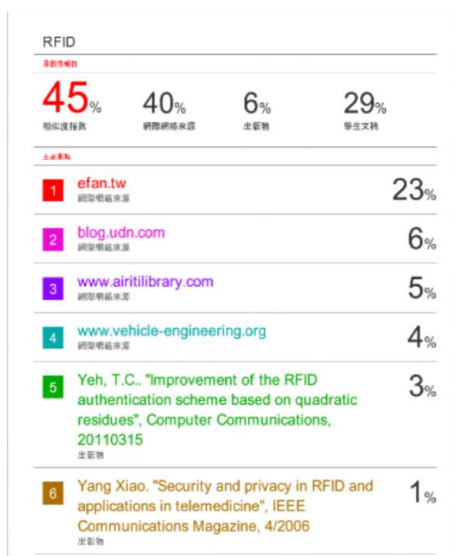 RFID
原創性報告
45%
40%
6%
29%
相似度指數
網際網絡來源
出版物
學生文稿
主要來源
1
efan.tw
23%
網際網絡來源
2
blog.udn.com
6%
網際網絡來源
3
www.airitilibrary.com
5%
網際網絡來源
4
www.vehicle-engineering.org
4%
網際網絡來源
5
Yeh, T.C.. "Improvement of the RFID
3%
authentication scheme based on quadratic
residues", Computer Communications,
20110315
出版物
6
Yang Xiao. "Security and privacy in RFID and
1%
applications in telemedicine", IEEE
Communications Magazine, 4/2006
出版物